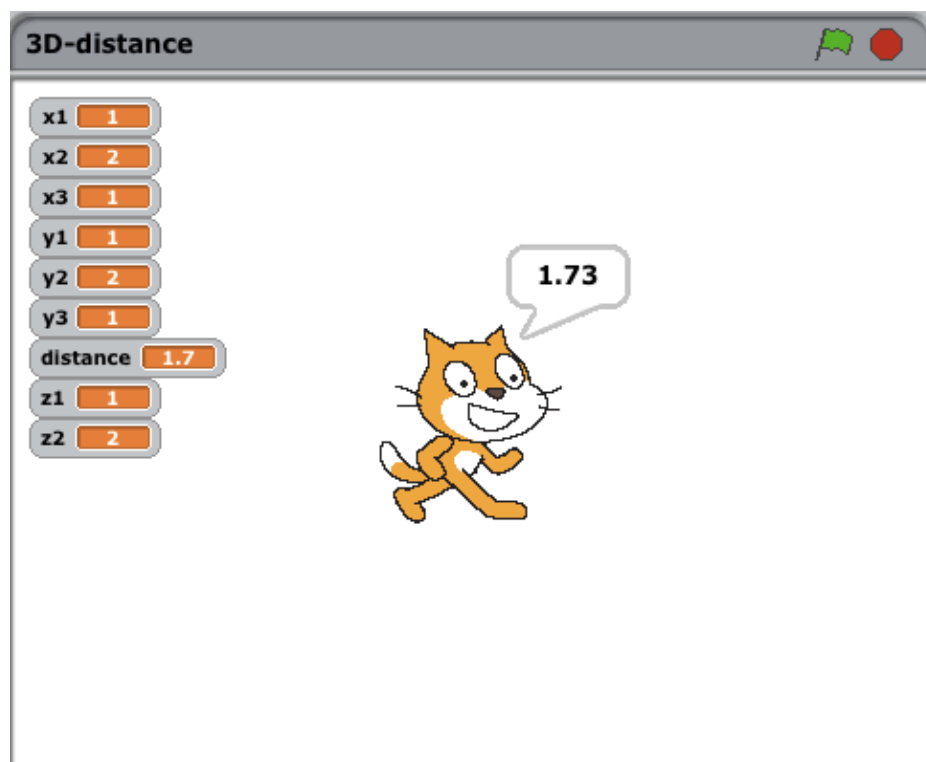 3D-distance
x1 1
x2 2
x3 1
y1 1
y2 2
1.73
y3 1
distance 1.7
z1 1
z2 2